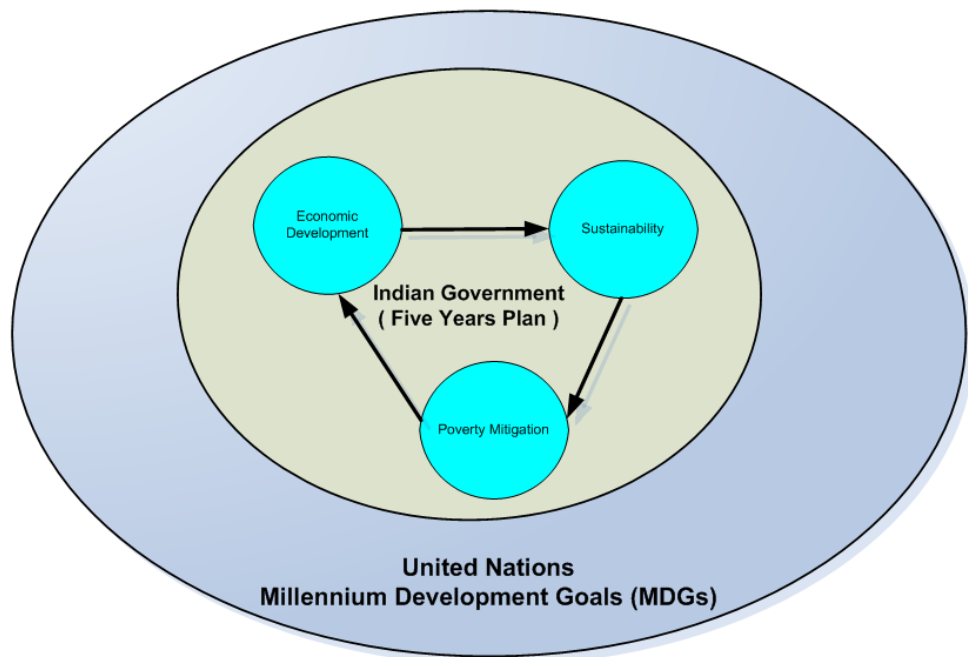 Economic
Development
Sustainability
Indian Government
( Five Years Plan )
Poverty Mitigation
United Nations
Millennium Development Goals (MDGs)